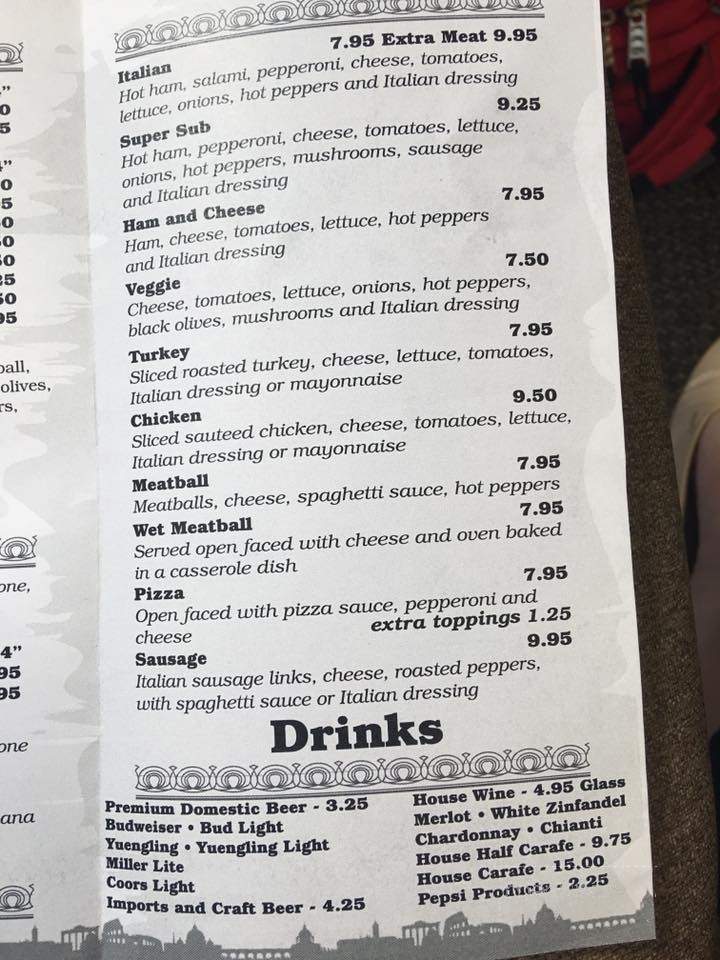 7.95 Extra Meat 9.95
Italian
Hot ham, salami, pepperoni, cheese, tomatoes,
lettuce, onions, hot peppers and Italian dressing
9.25
Super Sub
Hot ham, pepperoni, cheese, tomatoes, lettuce,
onions, hot peppers, mushrooms, sausage
and Italian dressing
7.95
Ham and Cheese
Ham, cheese, tomatoes, lettuce, hot peppers
and Italian dressing
7.50
Veggie
Cheese, tomatoes, lettuce, onions, hot peppers,
black olives, mushrooms and Italian dressing
7.95
Turkey
Sliced roasted turkey, cheese, lettuce, tomatoes,
Italian dressing or mayonnaise
9.50
Chicken
Sliced sauteed chicken, cheese, tomatoes, lettuce,
Italian dressing or mayonnaise
7.95
Meatball
Meatballs, cheese, spaghetti sauce, hot peppers
7.95
Wet Meatball
Served open faced with cheese and oven baked
in a casserole dish
7.95
Pizza
Open faced with pizza sauce, pepperoni and
cheese extra toppings 1.25
9.95
Sausage
Italian sausage links, cheese, roasted peppers,
with spaghetti sauce or Italian dressing
Drinks
Premium Domestic Beer - 3.25
Budweiser • Bud Light
Yuengling • Yuengling Light
Miller Lite
Coors Light
Imports and Craft Beer - 4.25
House Wine - 4.95 Glass
Merlot • White Zinfandel
Chardonnay • Chianti
House Half Carafe - 9.75
House Carafe - 15.00
Pepsi Products - 2.25
olives,
4"
95
95